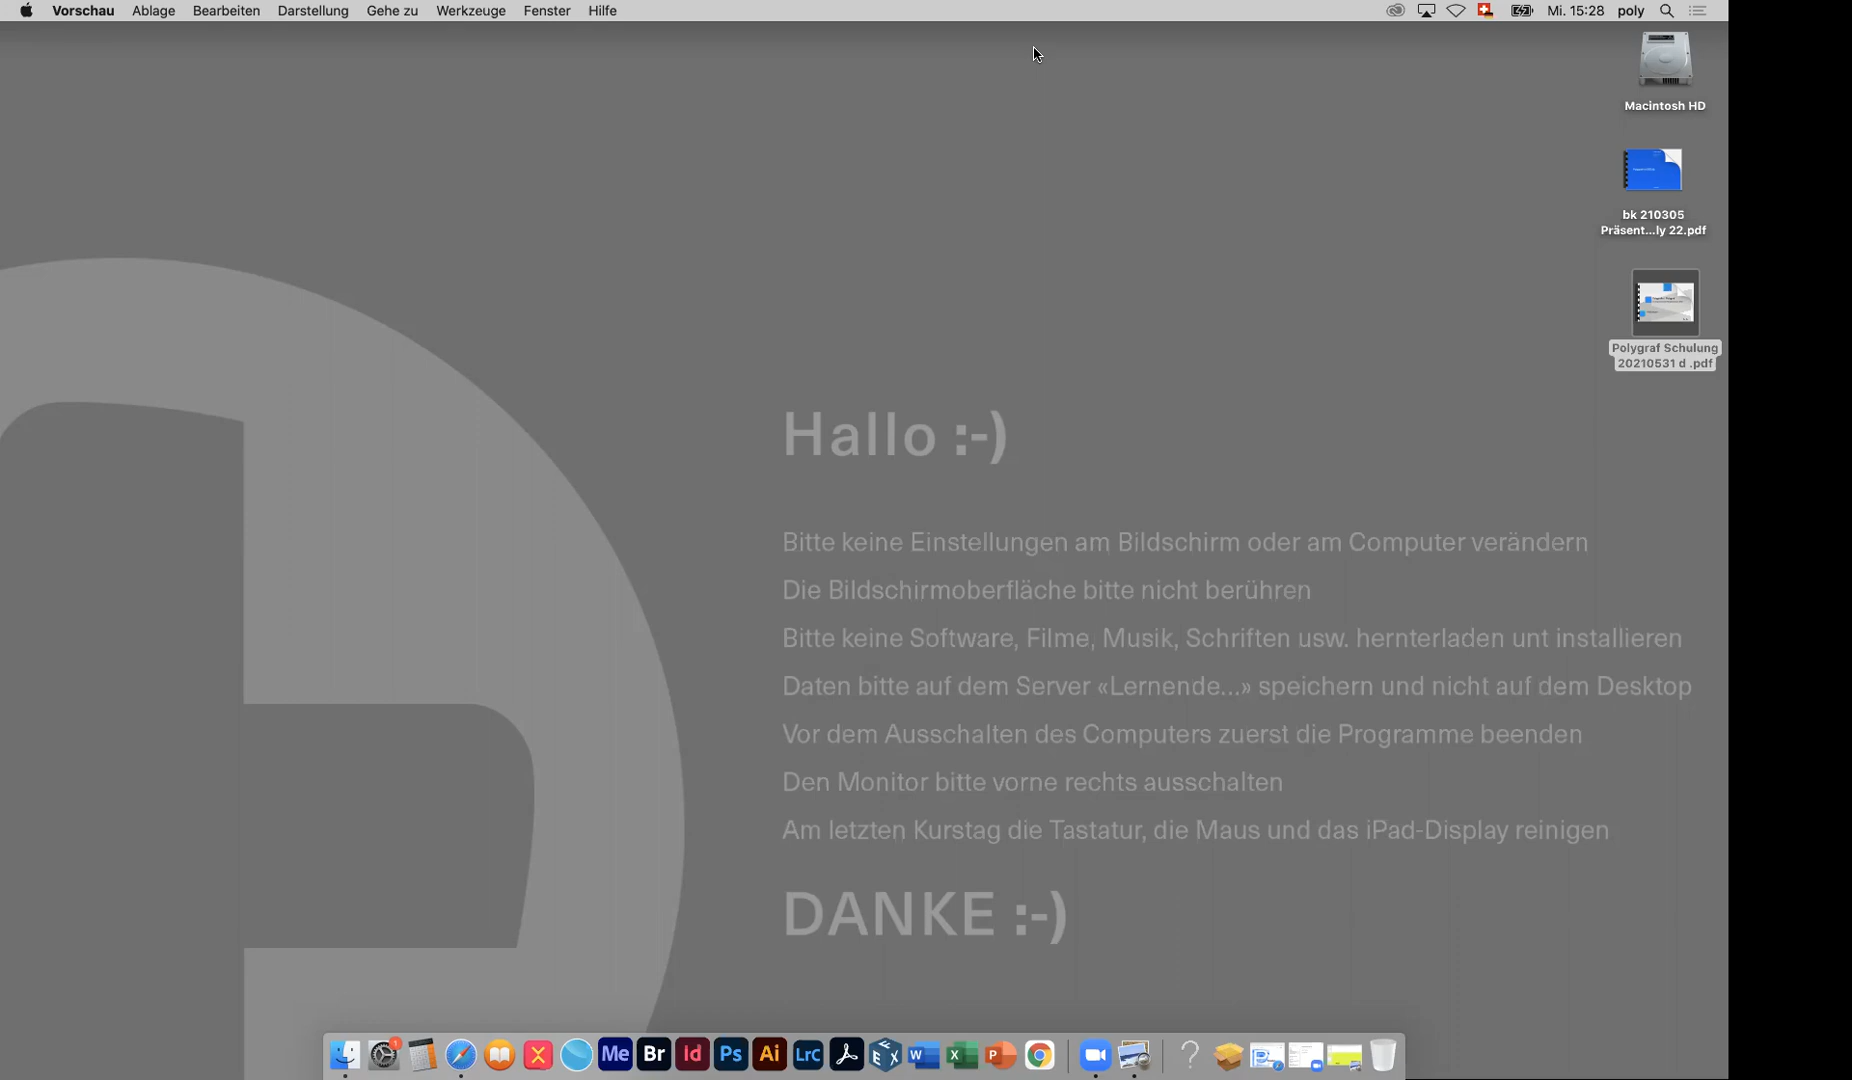 Vorschau Ablage Bearbeiten Darstellung Gehe zu Werkzeuge Fenster Hilfe Mi. 15:28 poly
Macintosh HD
bk 210305
Präsent...ly 22.pdf
Polygraf Schulung
20210531 d .pdf
Hallo :-)
Bitte keine Einstellungen am Bildschirm oder am Computer verändern
Die Bildschirmoberfläche bitte nicht berühren
Bitte keine Software, Filme, Musik, Schriften usw. hernterladen unt installieren
Daten bitte auf dem Server «Lernende...» speichern und nicht auf dem Desktop
Vor dem Ausschalten des Computers zuerst die Programme beenden
Den Monitor bitte vorne rechts ausschalten
Am letzten Kurstag die Tastatur, die Maus und das iPad-Display reinigen
DANKE :-)
1 X Me Br Id Ps Ai LrC EX W X P ?